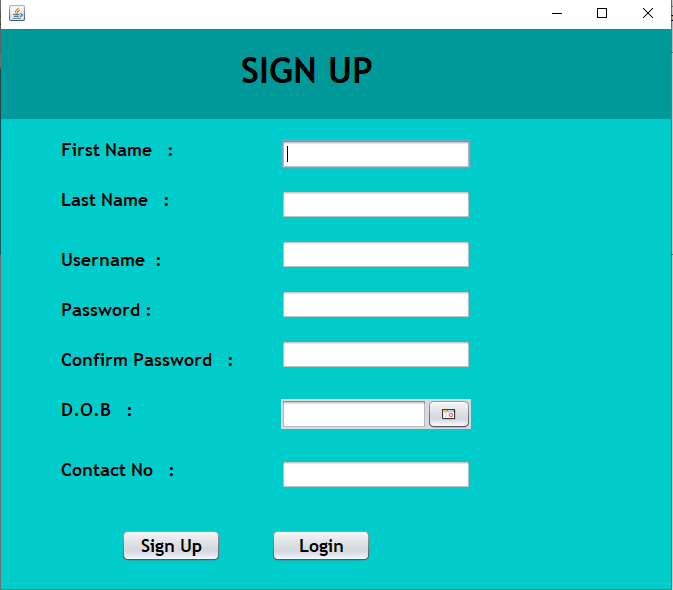 SIGN UP
First Name :
Last Name :
Username :
Password :
Confirm Password :
D.O.B :
Contact No :
Sign Up Login